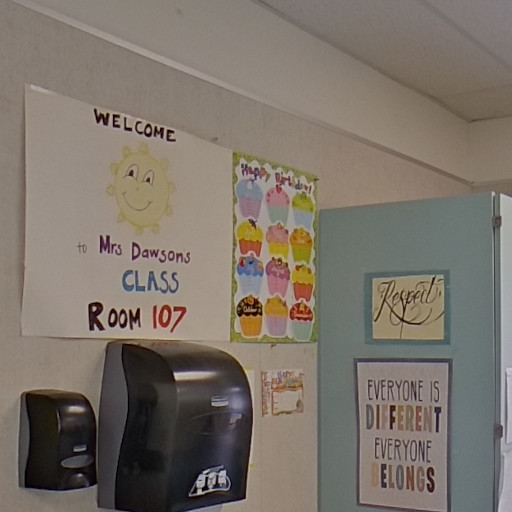 WELCOME
to Mrs Dawsons
CLASS
ROOM 107
Happy Birthday!
Respect
EVERYONE IS
DIFFERENT
EVERYONE
BELONGS